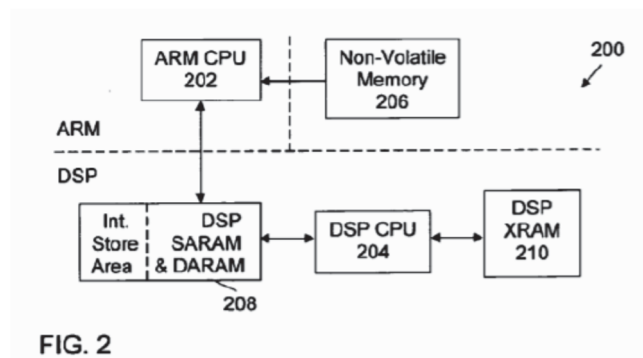 ARM CPU
202
Non-Volatile
Memory
206
200
ARM
DSP
Int.
Store
Area
DSP
SARAM
& DARAM
208
DSP CPU
204
DSP
XRAM
210
FIG. 2